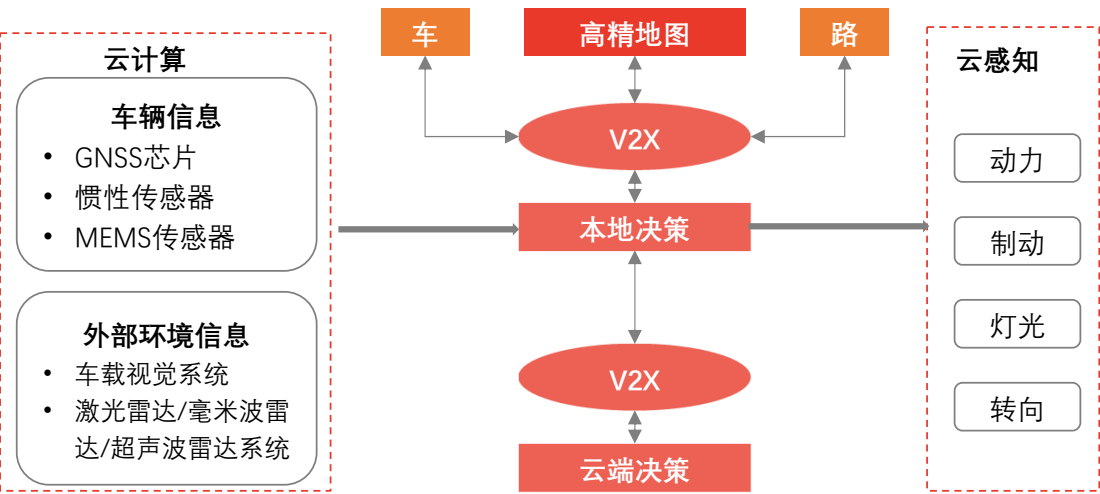 车
高精地图
路
云计算
车辆信息
• GNSS芯片
• 惯性传感器
• MEMS传感器
外部环境信息
• 车载视觉系统
• 激光雷达/毫米波雷
达/超声波雷达系统
V2X
本地决策
V2X
云端决策
云感知
动力
制动
灯光
转向